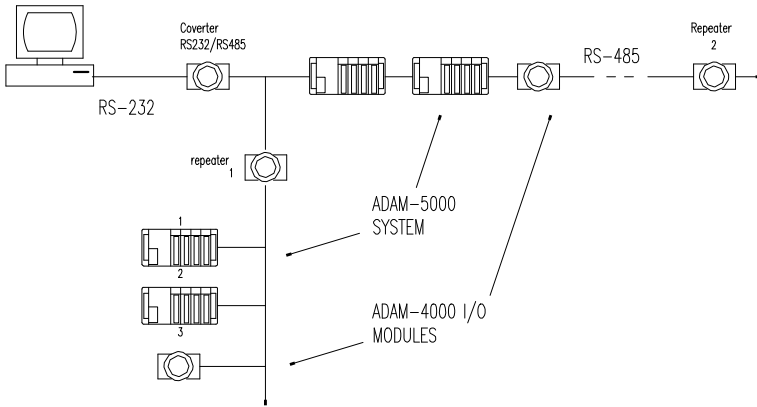 Coverter
RS232/RS485
RS-485
Repeater
2
RS-232
repeater
1
ADAM-5000
SYSTEM
1
2
3
ADAM-4000 I/O
MODULES